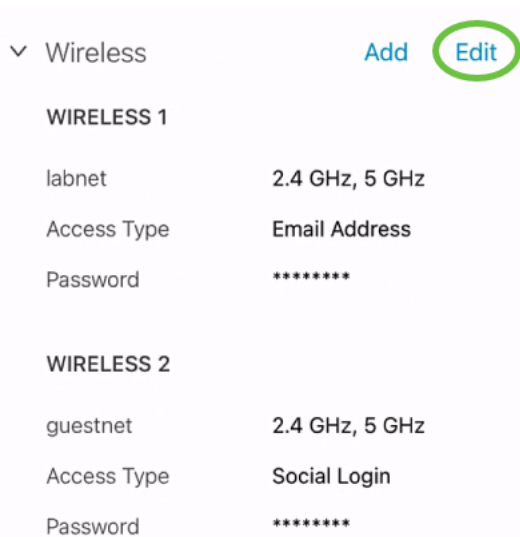 Wireless Add Edit
WIRELESS 1
labnet 2.4 GHz, 5 GHz
Access Type Email Address
Password ********
WIRELESS 2
guestnet 2.4 GHz, 5 GHz
Access Type Social Login
Password ********